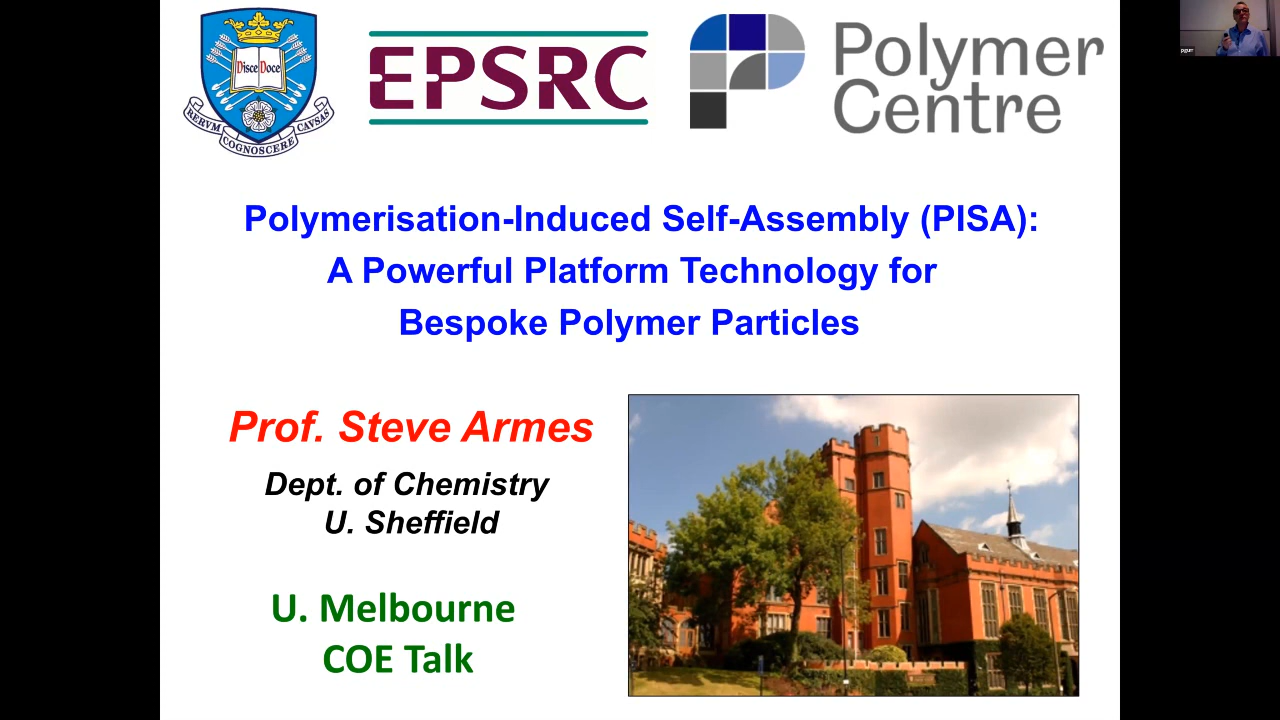 Disce Doce
RERVM COGNOSCERE CAVSAS
EPSRC
Polymer
Centre
Polymerisation-Induced Self-Assembly (PISA):
A Powerful Platform Technology for
Bespoke Polymer Particles
Prof. Steve Armes
Dept. of Chemistry
U. Sheffield
U. Melbourne
COE Talk